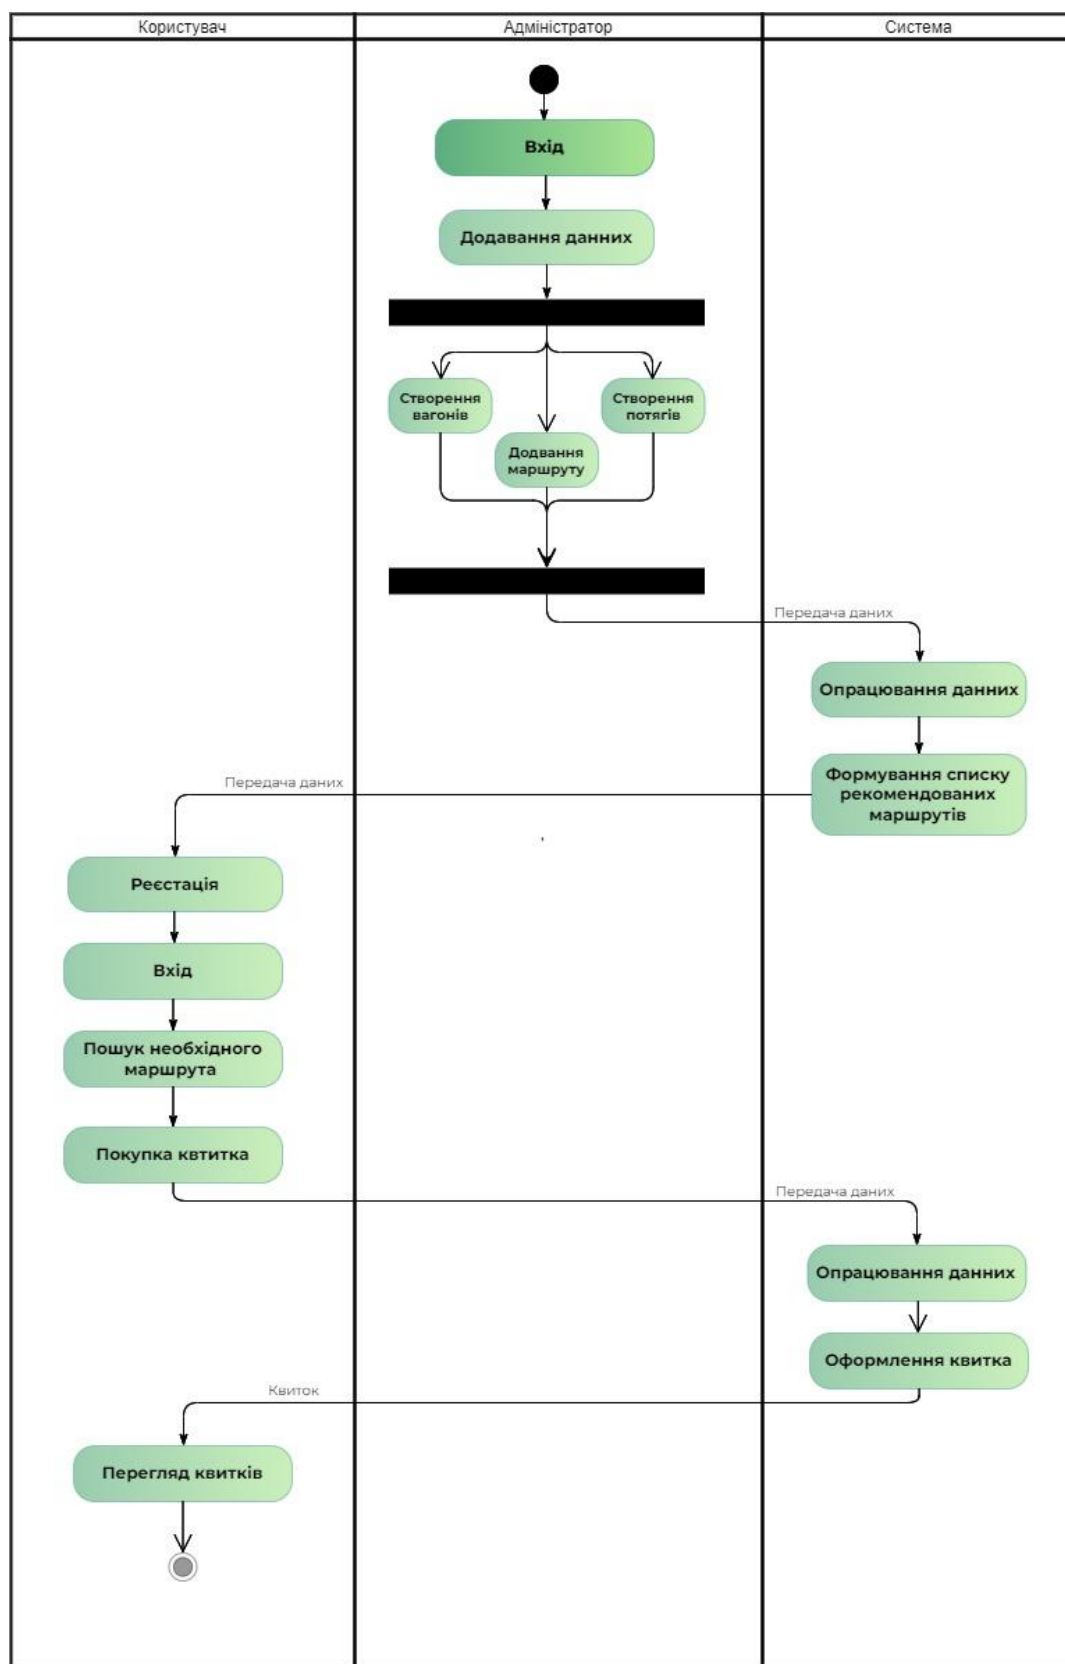 Користувач
Адміністратор
Система
Вхід
Додавання данних
Створення
вагонів
Створення
потягів
Додвання
маршруту
Передача даних
Опрацювання данних
Формування списку
рекомендованих
маршрутів
Передача даних
Реєстація
Вхід
Пошук необхідного
маршрута
Покупка квтитка
Передача даних
Опрацювання данних
Оформлення квитка
Квиток
Перегляд квитків